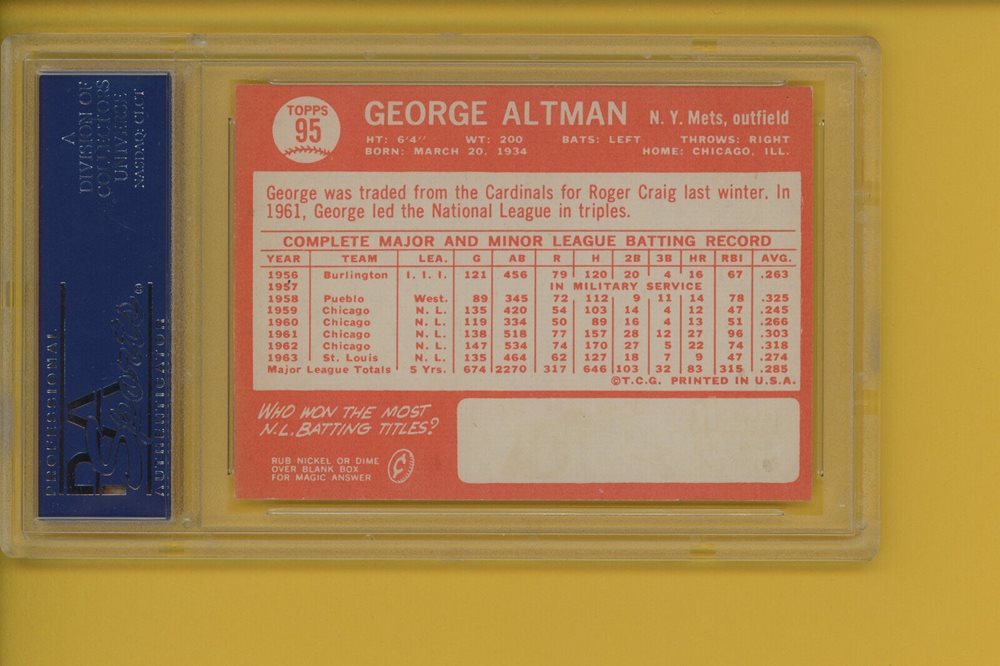 A
DIVISION OF
COLLECTORS
UNIVERSE
NASDAQ: CLCT
PROFESSIONAL
PSA
Sports
AUTHENTICATOR
TOPPS
95
GEORGE ALTMAN N. Y. Mets, outfield
HT: 6'4" WT: 200 BATS: LEFT THROWS: RIGHT
BORN: MARCH 20, 1934 HOME: CHICAGO, ILL.
George was traded from the Cardinals for Roger Craig last winter. In
1961, George led the National League in triples.
COMPLETE MAJOR AND MINOR LEAGUE BATTING RECORD
YEAR TEAM LEA. G AB R H 2B 3B HR RBI AVG.
1956 Burlington I. I. I. 121 456 79 120 20 4 16 67 .263
1957 IN MILITARY SERVICE
1958 Pueblo West. 89 345 72 112 9 11 14 78 .325
1959 Chicago N. L. 135 420 54 103 14 4 12 47 .245
1960 Chicago N. L. 119 334 50 89 16 4 13 51 .266
1961 Chicago N. L. 138 518 77 157 28 12 27 96 .303
1962 Chicago N. L. 147 534 74 170 27 5 22 74 .318
1963 St. Louis N. L. 135 464 62 127 18 7 9 47 .274
Major League Totals 5 Yrs. 674 2270 317 646 103 32 83 315 .285
©T.C.G. PRINTED IN U.S.A.
WHO WON THE MOST
N.L. BATTING TITLES?
RUB NICKEL OR DIME
OVER BLANK BOX
FOR MAGIC ANSWER